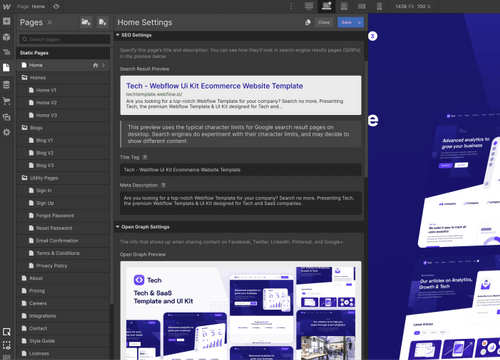 Page: Home
1439 PX 100 %
Pages
Search pages
Static Pages
Home
Homes
Home V1
Home V2
Home V3
Blogs
Blog V1
Blog V2
Blog V3
Utility Pages
Sign In
Sign Up
Forgot Password
Reset Password
Email Confirmation
Terms & Conditions
Privacy Policy
About
Pricing
Careers
Integrations
Contact
Style Guide
Licenses
Home Settings
Close
Save
SEO Settings
Specify this page's title and description. You can see how they'll look in search engine results pages (SERPs)
in the preview below.
Search Result Preview
Tech - Webflow Ui Kit Ecommerce Website Template
techtemplate.webflow.io/
Are you looking for a top-notch Webflow Template for your company? Search no more. Presenting
Tech, the premium Webflow Template & UI Kit designed for Tech and...
This preview uses the typical character limits for Google search result pages on
desktop. Search engines do experiment with their character limits, and may decide to
show different content.
Title Tag ?
Tech - Webflow Ui Kit Ecommerce Website Template
Meta Description ?
Are you looking for a top-notch Webflow Template for your company? Search no more. Presenting Tech,
the premium Webflow Template & UI Kit designed for Tech and SaaS companies.
Open Graph Settings
The info that shows up when sharing content on Facebook, Twitter, LinkedIn, Pinterest, and Google+.
Open Graph Preview
Tech
Tech & SaaS
Template and UI Kit
3
e
Advanced analytics to
grow your business
company
We make it easy to track all
users analytics
Our articles on Analytics,
Growth & Tech
Latest Articles